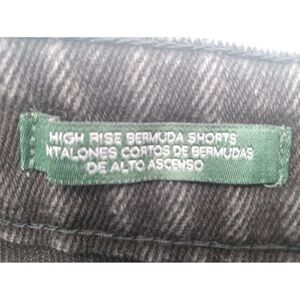 HIGH RISE BERMUDA SHORTS
NTALONES CORTOS DE BERMUDAS
DE ALTO ASCENSO